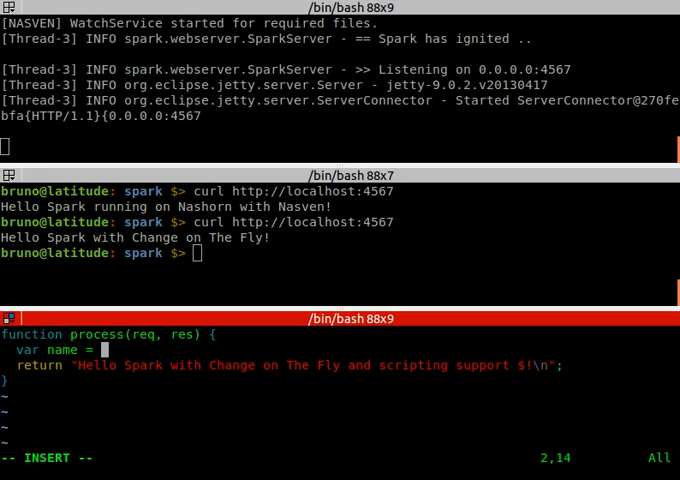 /bin/bash 88x9
[NASVEN] WatchService started for required files.
[Thread-3] INFO spark.webserver.SparkServer - == Spark has ignited ..
[Thread-3] INFO spark.webserver.SparkServer - >> Listening on 0.0.0.0:4567
[Thread-3] INFO org.eclipse.jetty.server.Server - jetty-9.0.2.v20130417
[Thread-3] INFO org.eclipse.jetty.server.ServerConnector - Started ServerConnector@270fe
bfa{HTTP/1.1}{0.0.0.0:4567
/bin/bash 88x7
bruno@latitude: spark $> curl http://localhost:4567
Hello Spark running on Nashorn with Nasven!
bruno@latitude: spark $> curl http://localhost:4567
Hello Spark with Change on The Fly!
bruno@latitude: spark $>
/bin/bash 88x9
function process(req, res) {
  var name = 
  return "Hello Spark with Change on The Fly and scripting support $!\n";
}
~
~
~
~
-- INSERT -- 2,14 All